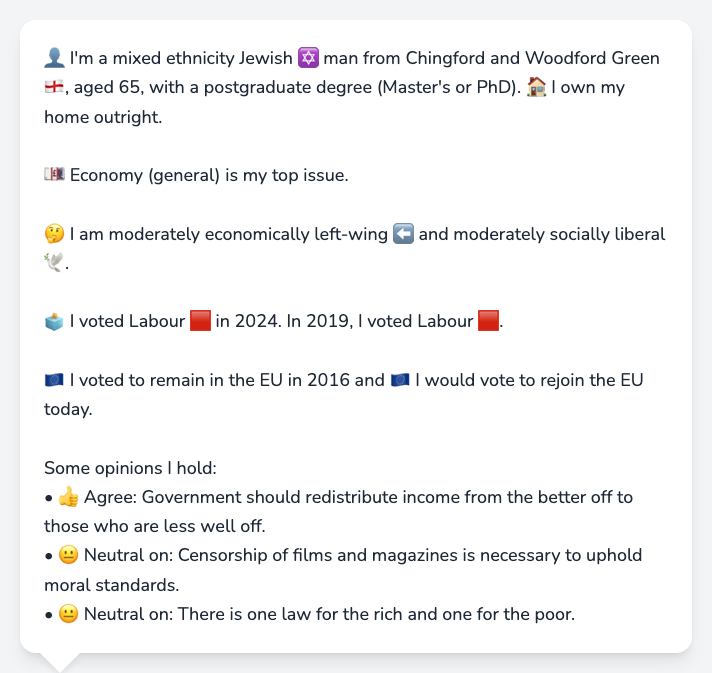 👤 I'm a mixed ethnicity Jewish ✡️ man from Chingford and Woodford Green
🏴󠁧󠁢󠁥󠁮󠁧󠁿, aged 65, with a postgraduate degree (Master's or PhD). 🏠 I own my
home outright.
💷 Economy (general) is my top issue.
🤔 I am moderately economically left-wing ⬅️ and moderately socially liberal
🕊️.
🗳️ I voted Labour 🟥 in 2024. In 2019, I voted Labour 🟥.
🇪🇺 I voted to remain in the EU in 2016 and 🇪🇺 I would vote to rejoin the EU
today.
Some opinions I hold:
• 👍 Agree: Government should redistribute income from the better off to
those who are less well off.
• 😐 Neutral on: Censorship of films and magazines is necessary to uphold
moral standards.
• 😐 Neutral on: There is one law for the rich and one for the poor.